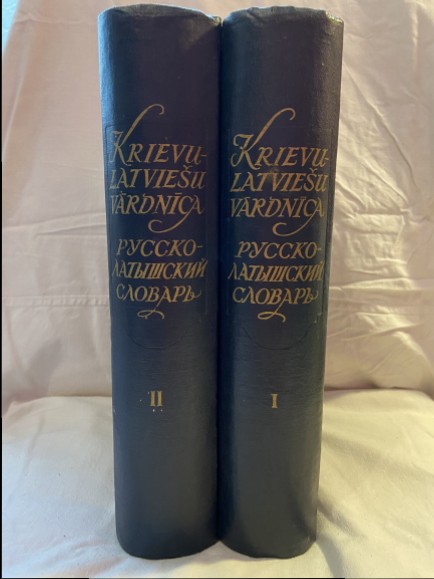 KRIEVU-
LATVIEŠU
VĀRDNĪCA
РУССКО-
ЛАТЫШСКИЙ
СЛОВАРЬ
II
KRIEVU-
LATVIEŠU
VĀRDNĪCA
РУССКО-
ЛАТЫШСКИЙ
СЛОВАРЬ
I